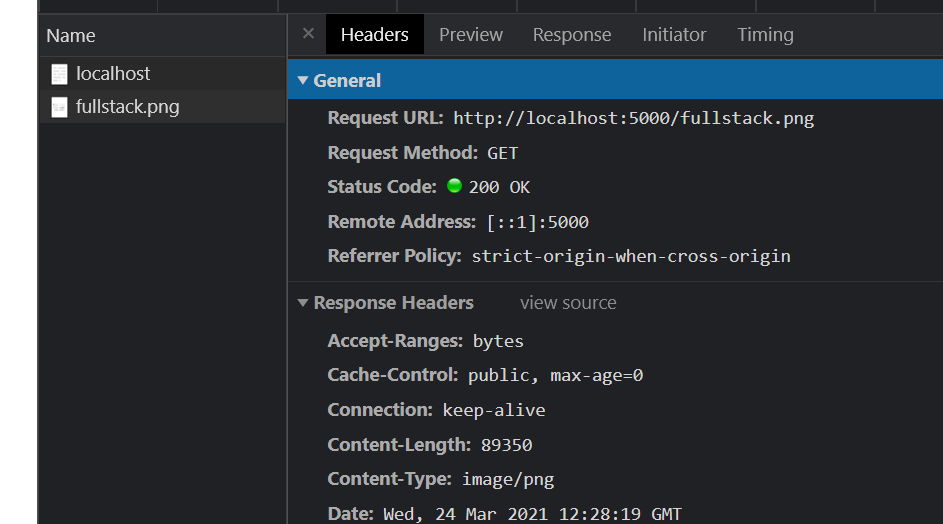 Name
localhost
fullstack.png
Headers Preview Response Initiator Timing
General
Request URL: http://localhost:5000/fullstack.png
Request Method: GET
Status Code: 200 OK
Remote Address: [::1]:5000
Referrer Policy: strict-origin-when-cross-origin
Response Headers view source
Accept-Ranges: bytes
Cache-Control: public, max-age=0
Connection: keep-alive
Content-Length: 89350
Content-Type: image/png
Date: Wed, 24 Mar 2021 12:28:19 GMT